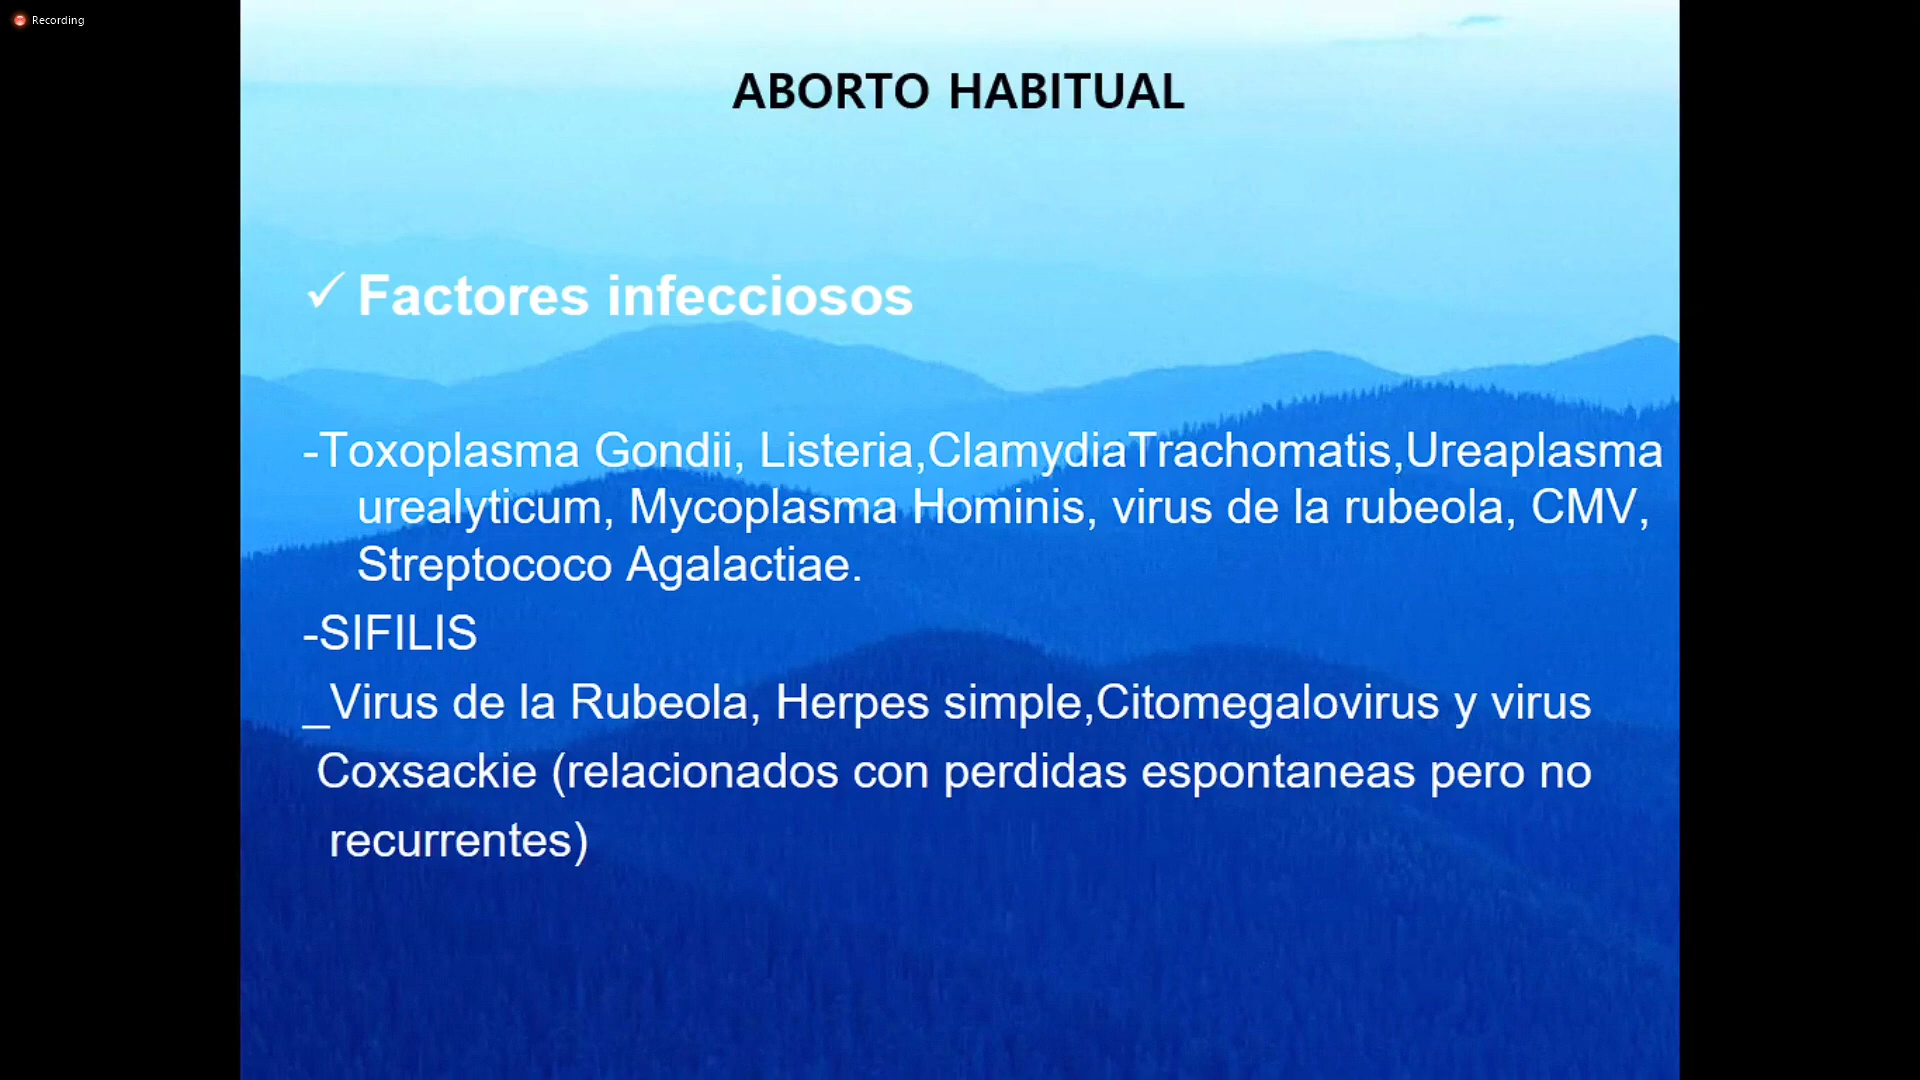 Recording
ABORTO HABITUAL
✓ Factores infecciosos
-Toxoplasma Gondii, Listeria,ClamydiaTrachomatis,Ureaplasma
urealyticum, Mycoplasma Hominis, virus de la rubeola, CMV,
Streptococo Agalactiae.
-SIFILIS
_Virus de la Rubeola, Herpes simple,Citomegalovirus y virus
Coxsackie (relacionados con perdidas espontaneas pero no
recurrentes)